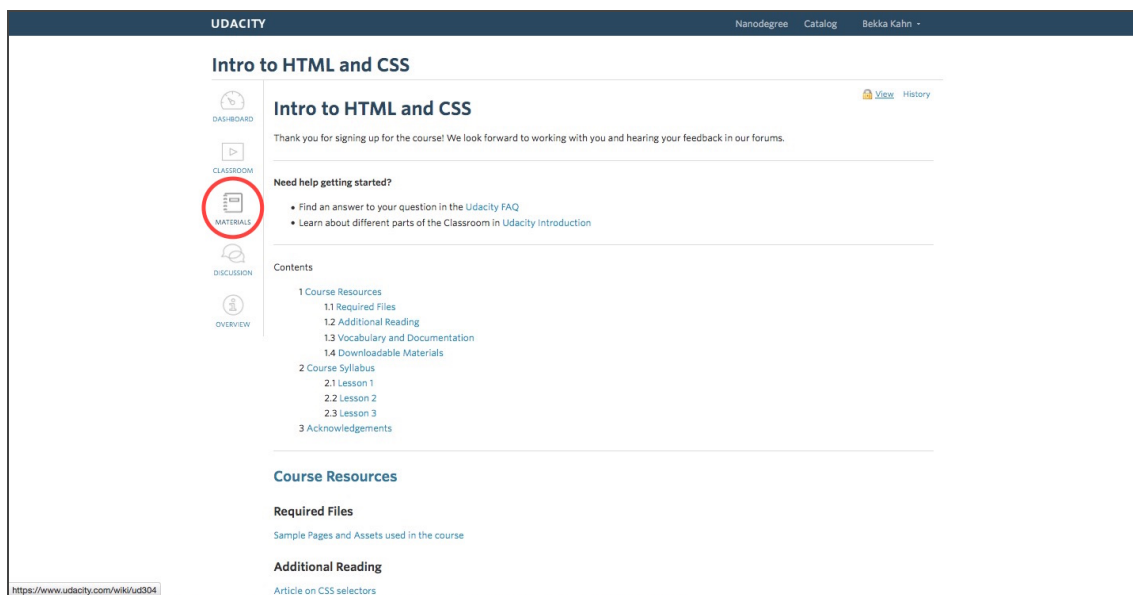 UDACITY
Nanodegree Catalog Bekka Kahn
Intro to HTML and CSS
DASHBOARD
CLASSROOM
MATERIALS
DISCUSSION
OVERVIEW
View History
Intro to HTML and CSS
Thank you for signing up for the course! We look forward to working with you and hearing your feedback in our forums.
Need help getting started?
• Find an answer to your question in the Udacity FAQ
• Learn about different parts of the Classroom in Udacity Introduction
Contents
1 Course Resources
1.1 Required Files
1.2 Additional Reading
1.3 Vocabulary and Documentation
1.4 Downloadable Materials
2 Course Syllabus
2.1 Lesson 1
2.2 Lesson 2
2.3 Lesson 3
3 Acknowledgements
Course Resources
Required Files
Sample Pages and Assets used in the course
Additional Reading
Article on CSS selectors
https://www.udacity.com/wiki/ud304